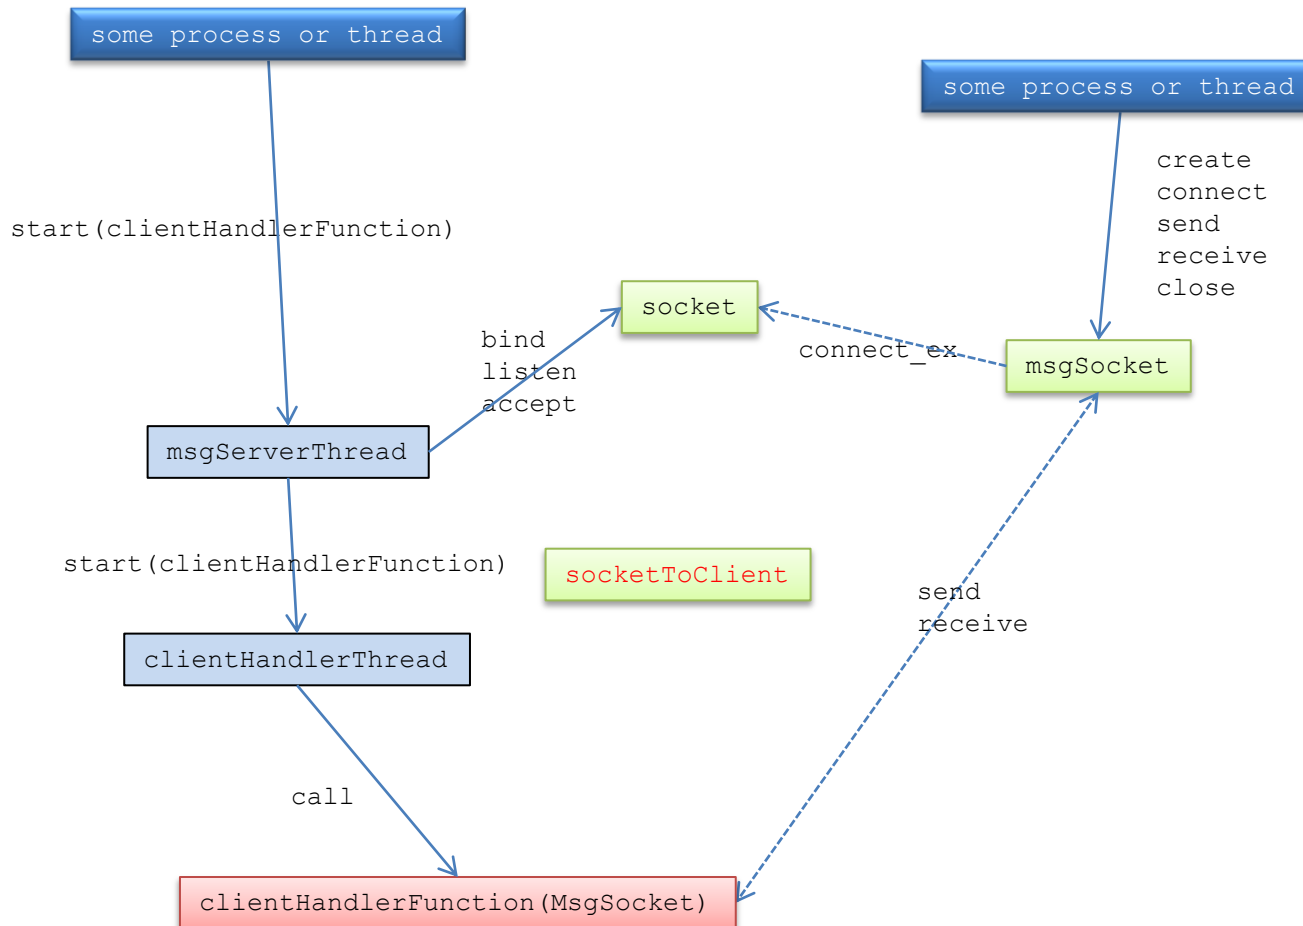 some process or thread
some process or thread
create
connect
send
receive
close
start(clientHandlerFunction)
socket
bind
listen
accept
connect_ex
msgSocket
msgServerThread
start(clientHandlerFunction)
socketToClient
send
receive
clientHandlerThread
call
clientHandlerFunction(MsgSocket)